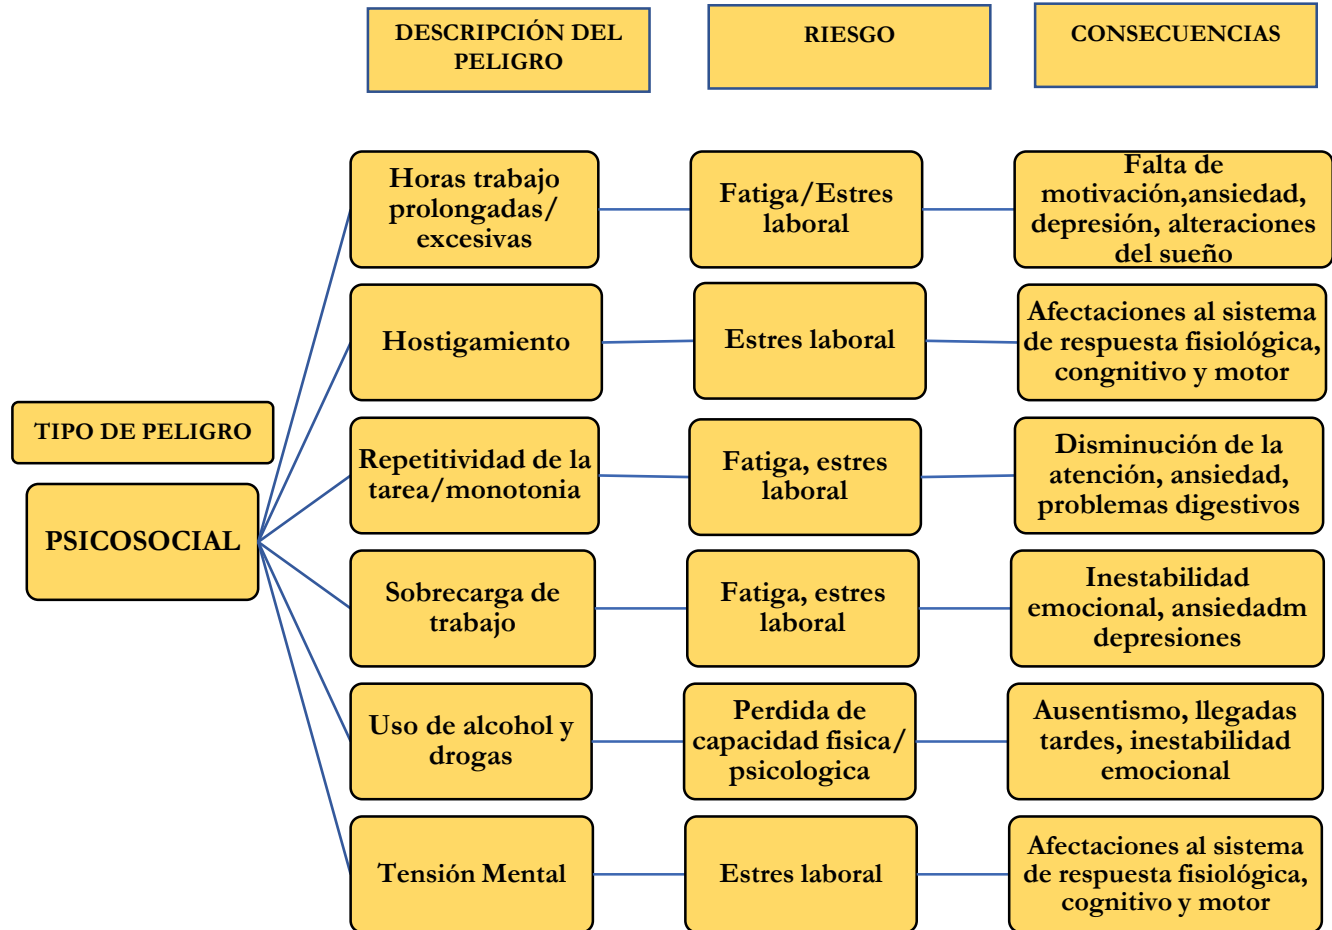 DESCRIPCIÓN DEL
PELIGRO
RIESGO
CONSECUENCIAS
TIPO DE PELIGRO
PSICOSOCIAL
Horas trabajo
prolongadas/
excesivas
Fatiga/Estres
laboral
Falta de
motivación,ansiedad,
depresión, alteraciones
del sueño
Hostigamiento
Estres laboral
Afectaciones al sistema
de respuesta fisiológica,
congnitivo y motor
Repetitividad de la
tarea/monotonia
Fatiga, estres
laboral
Disminución de la
atención, ansiedad,
problemas digestivos
Sobrecarga de
trabajo
Fatiga, estres
laboral
Inestabilidad
emocional, ansiedadm
depresiones
Uso de alcohol y
drogas
Perdida de
capacidad fisica/
psicologica
Ausentismo, llegadas
tardes, inestabilidad
emocional
Tensión Mental
Estres laboral
Afectaciones al sistema
de respuesta fisiológica,
cognitivo y motor